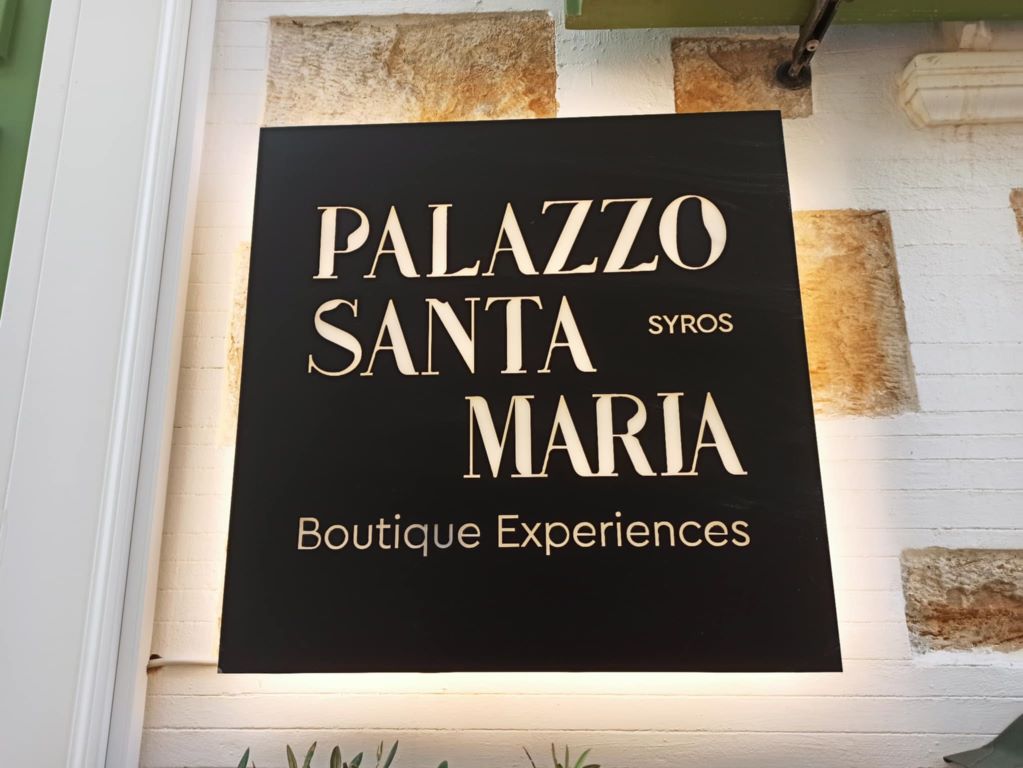 PALAZZO
SANTA SYROS
MARIA
Boutique Experiences